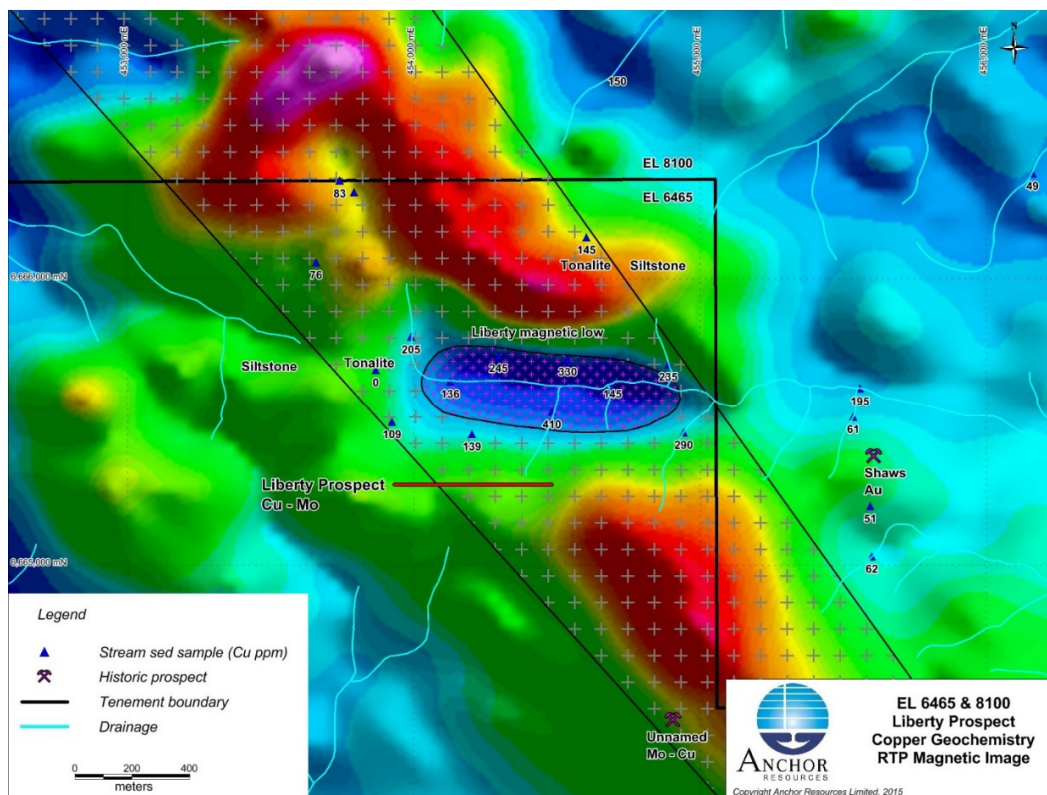 453,000 mE
454,000 mE
455,000 mE
456,000 mE
N
150
EL 8100
EL 6465
83
49
145
Tonalite Siltstone
76
6,666,000 mN
Liberty magnetic low
205
Siltstone
Tonalite
0
245
330
235
136
145
195
410
61
109
139
290
Shaws
Au
Liberty Prospect
Cu - Mo
51
6,665,000 mN
62
Legend
Stream sed sample (Cu ppm)
Historic prospect
Tenement boundary
Drainage
0 200 400
meters
Unnamed
Mo - Cu
ANCHOR
RESOURCES
EL 6465 & 8100
Liberty Prospect
Copper Geochemistry
RTP Magnetic Image
Copyright Anchor Resources Limited, 2015